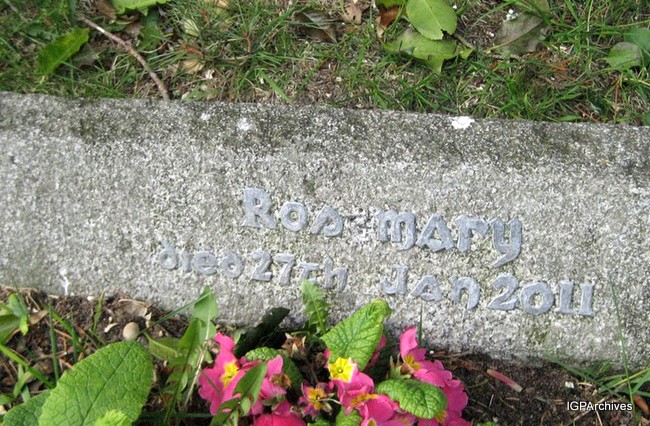 Rosemary
died 27th Jan 2011
IGPArchives